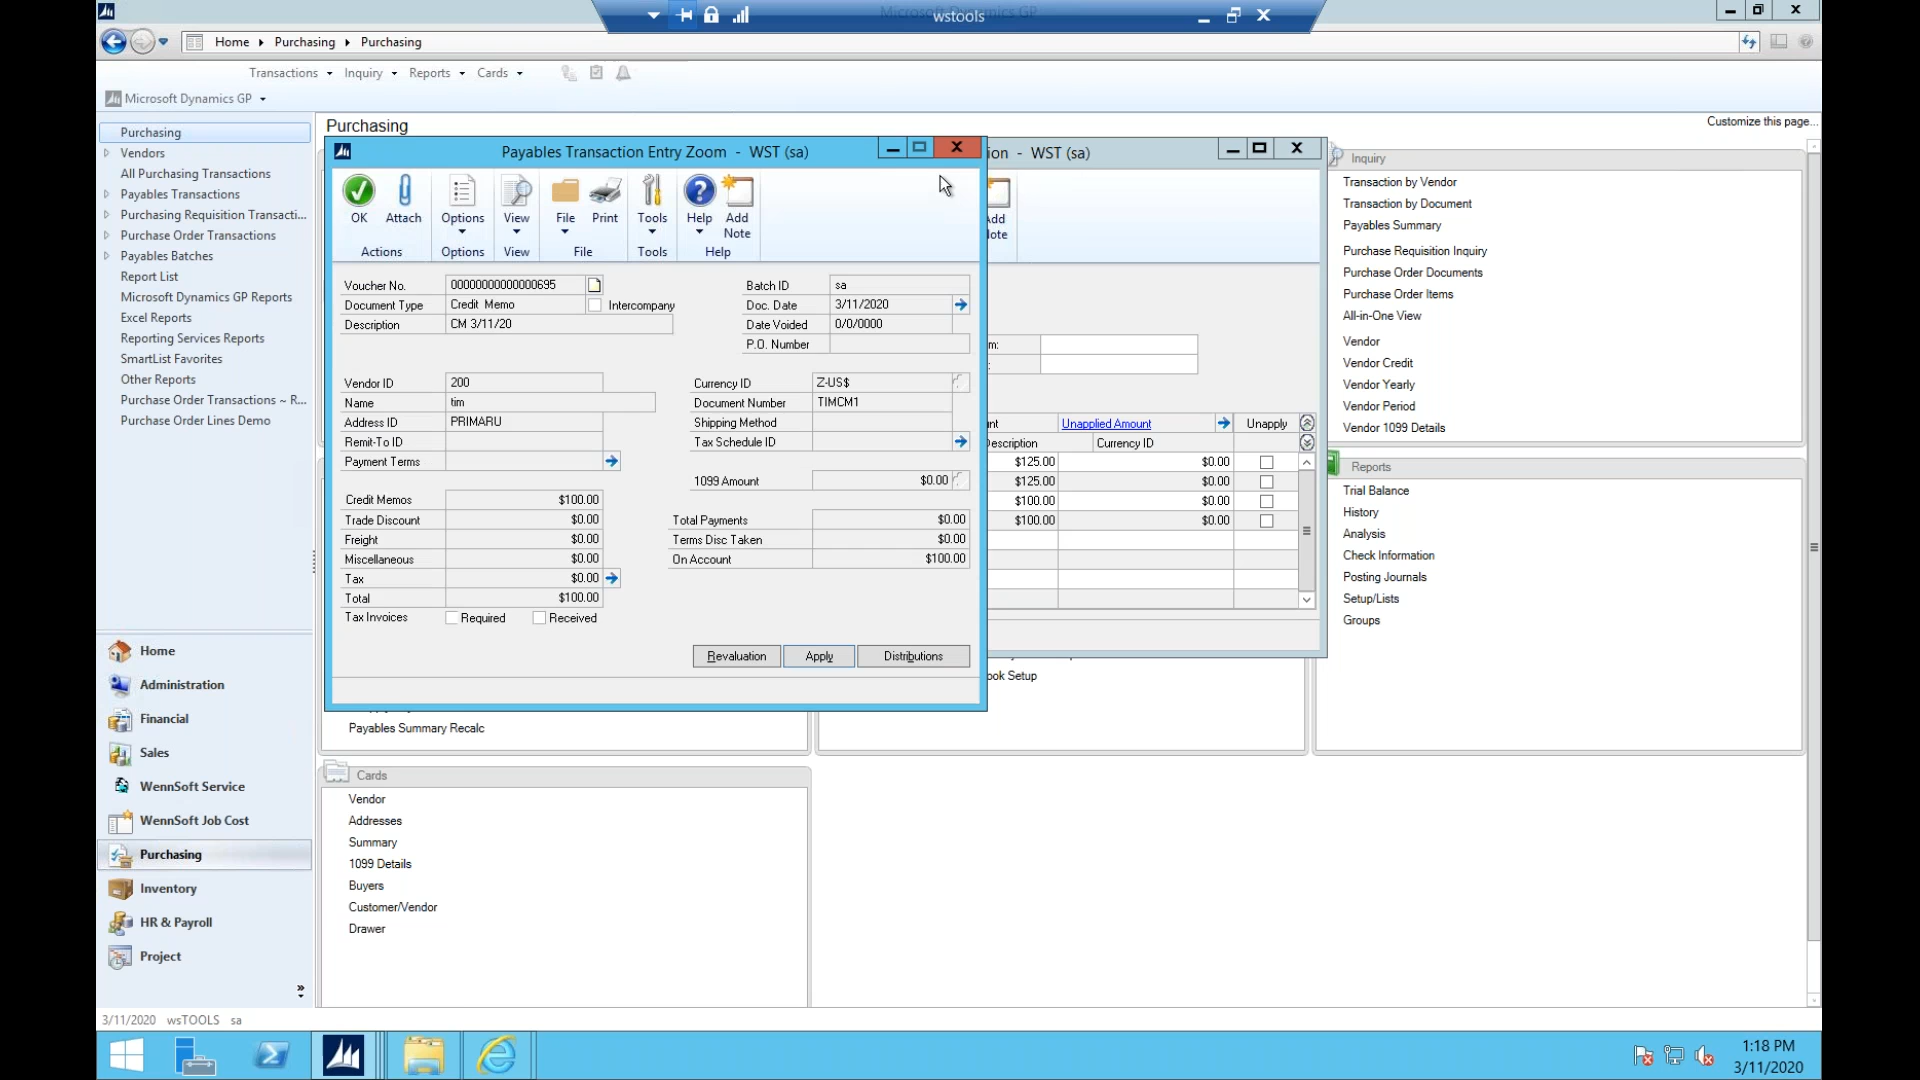 Microsoft Dynamics GP
wstools
Home Purchasing Purchasing
Transactions Inquiry Reports Cards
Microsoft Dynamics GP
Purchasing
Vendors
All Purchasing Transactions
Payables Transactions
Purchasing Requisition Transacti...
Purchase Order Transactions
Payables Batches
Report List
Microsoft Dynamics GP Reports
Excel Reports
Reporting Services Reports
SmartList Favorites
Other Reports
Purchase Order Transactions ~ R...
Purchase Order Lines Demo
Home
Administration
Financial
Sales
WennSoft Service
WennSoft Job Cost
Purchasing
Inventory
HR & Payroll
Project
Purchasing
Customize this page...
Payables Transaction Entry Zoom - WST (sa)
OK Attach Options View File Print Tools Help Add
Note
Actions Options View File Tools Help
Voucher No. 00000000000000695
Document Type Credit Memo Intercompany
Description CM 3/11/20
Batch ID sa
Doc. Date 3/11/2020
Date Voided 0/0/0000
P.O. Number
Vendor ID 200
Name tim
Address ID PRIMARU
Remit-To ID
Payment Terms
Currency ID Z-US$
Document Number TIMCM1
Shipping Method
Tax Schedule ID
1099 Amount $0.00
Credit Memos $100.00
Trade Discount $0.00
Freight $0.00
Miscellaneous $0.00
Tax $0.00
Total $100.00
Tax Invoices Required Received
Total Payments $0.00
Terms Disc Taken $0.00
On Account $100.00
Revaluation Apply Distributions
ion - WST (sa)
Add
Note
m:
:
nt Unapplied Amount Unapply
Description Currency ID
$125.00 $0.00
$125.00 $0.00
$100.00 $0.00
$100.00 $0.00
ook Setup
Payables Summary Recalc
Cards
Vendor
Addresses
Summary
1099 Details
Buyers
Customer/Vendor
Drawer
Inquiry
Transaction by Vendor
Transaction by Document
Payables Summary
Purchase Requisition Inquiry
Purchase Order Documents
Purchase Order Items
All-in-One View
Vendor
Vendor Credit
Vendor Yearly
Vendor Period
Vendor 1099 Details
Reports
Trial Balance
History
Analysis
Check Information
Posting Journals
Setup/Lists
Groups
3/11/2020 wsTOOLS sa
1:18 PM
3/11/2020